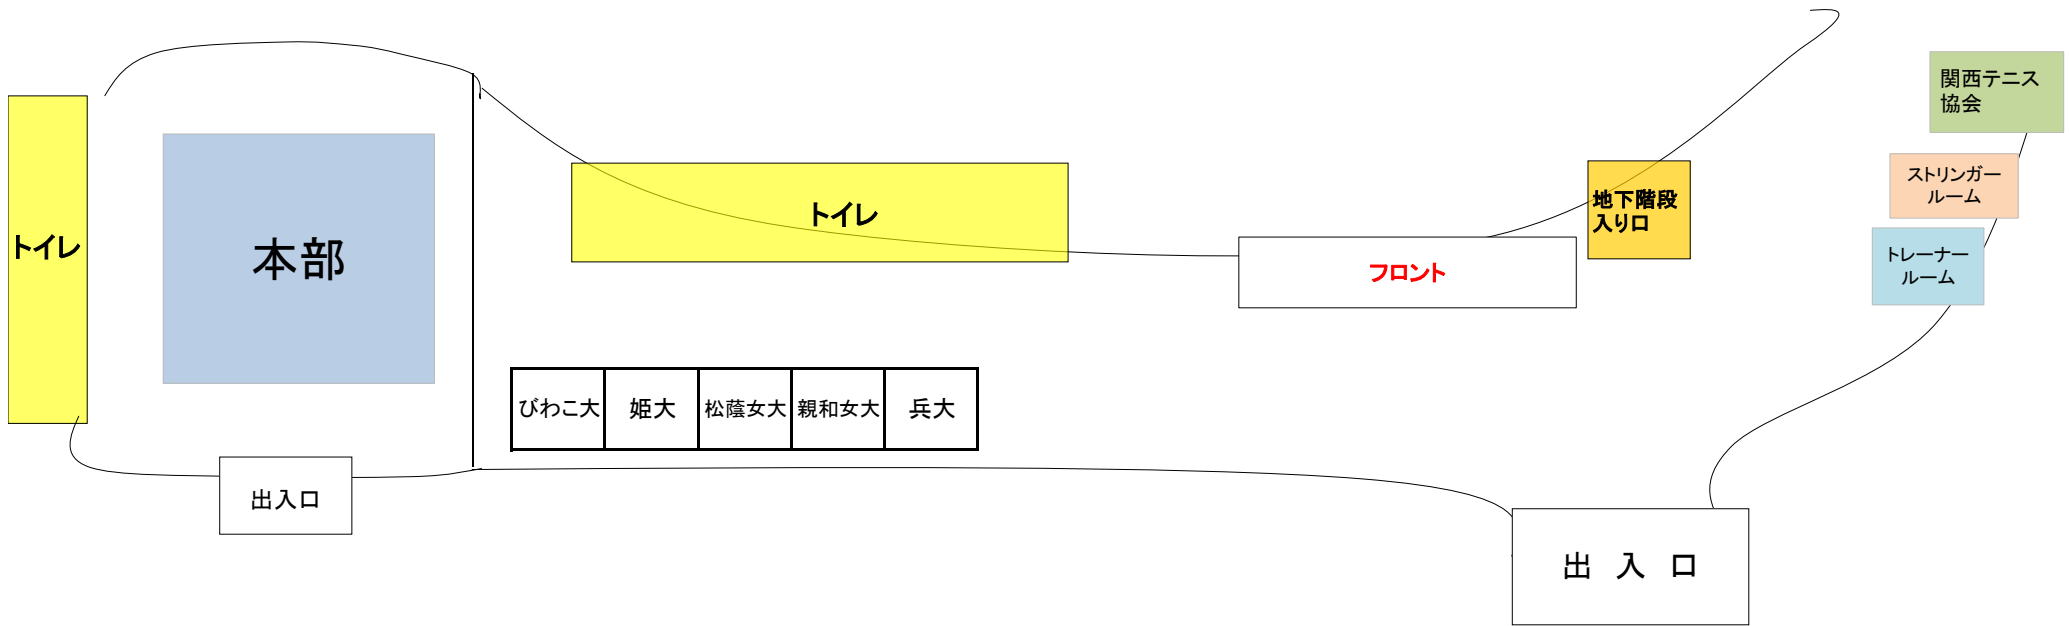 関西テニス
協会
ストリンガー
ルーム
地下階段
入り口
トイレ
トイレ
本部
トレーナー
ルーム
フロント
びわこ大
姫大
松蔭女大
親和女大
兵大
出入口
出　入　口